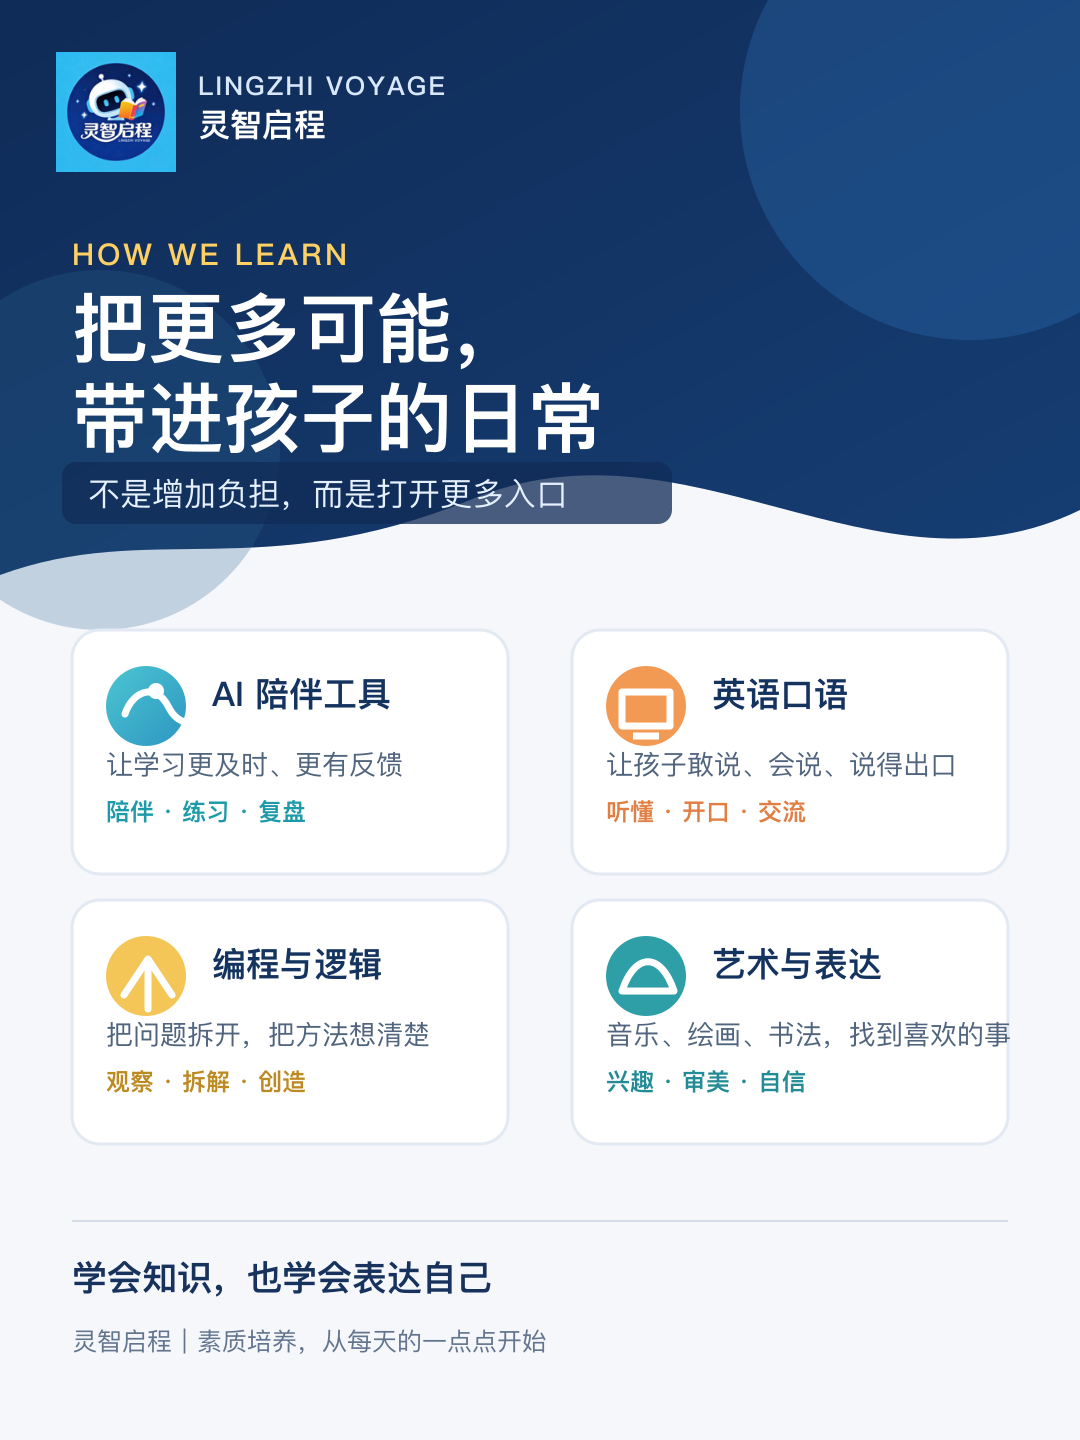 灵智启程
LINGZHI VOYAGE
LINGZHI VOYAGE
灵智启程
HOW WE LEARN
把更多可能，
带进孩子的日常
不是增加负担，而是打开更多入口
AI 陪伴工具
让学习更及时、更有反馈
陪伴 · 练习 · 复盘
英语口语
让孩子敢说、会说、说得出口
听懂 · 开口 · 交流
编程与逻辑
把问题拆开，把方法想清楚
观察 · 拆解 · 创造
艺术与表达
音乐、绘画、书法，找到喜欢的事
兴趣 · 审美 · 自信
学会知识，也学会表达自己
灵智启程｜素质培养，从每天的一点点开始